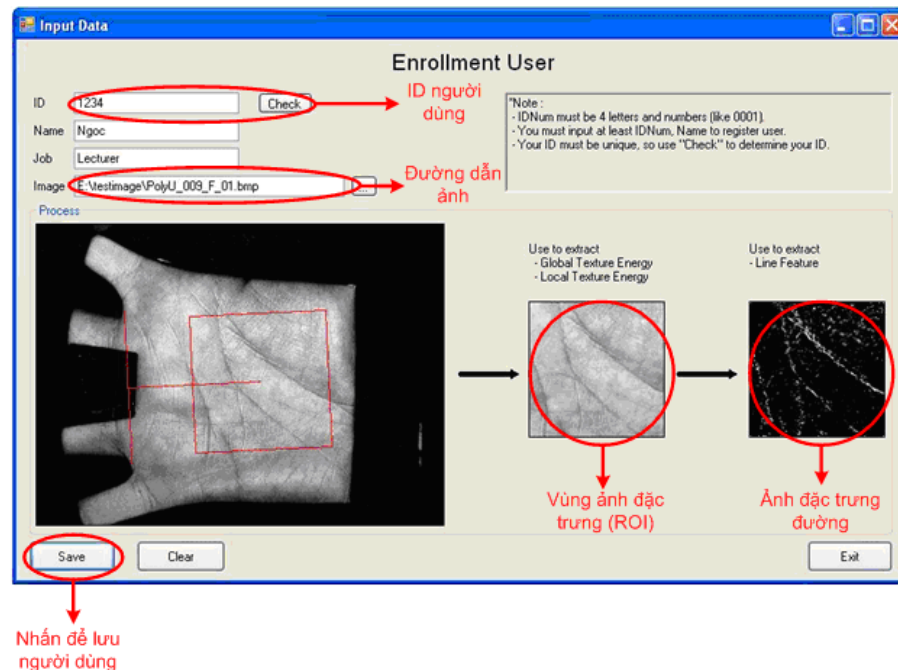 Input Data
Enrollment User
ID 1234 Check
ID người
dùng
Name Ngoc
Job Lecturer
Image E:\testimage\PolyU_009_F_01.bmp ...
Đường dẫn
ảnh
*Note :
- IDNum must be 4 letters and numbers (like 0001).
- You must input at least IDNum, Name to register user.
- Your ID must be unique, so use "Check" to determine your ID.
Process
Use to extract
- Global Texture Energy
- Local Texture Energy
Use to extract
- Line Feature
Vùng ảnh đặc
trưng (ROI)
Ảnh đặc trưng
đường
Save Clear Exit
Nhấn để lưu
người dùng